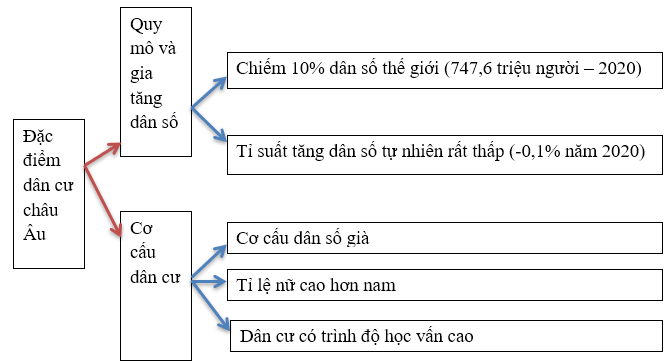 Đặc
điểm
dân cư
châu
Âu
Quy
mô và
gia
tăng
dân số
Chiếm 10% dân số thế giới (747,6 triệu người – 2020)
Tỉ suất tăng dân số tự nhiên rất thấp (-0,1% năm 2020)
Cơ
cấu
dân cư
Cơ cấu dân số già
Tỉ lệ nữ cao hơn nam
Dân cư có trình độ học vấn cao